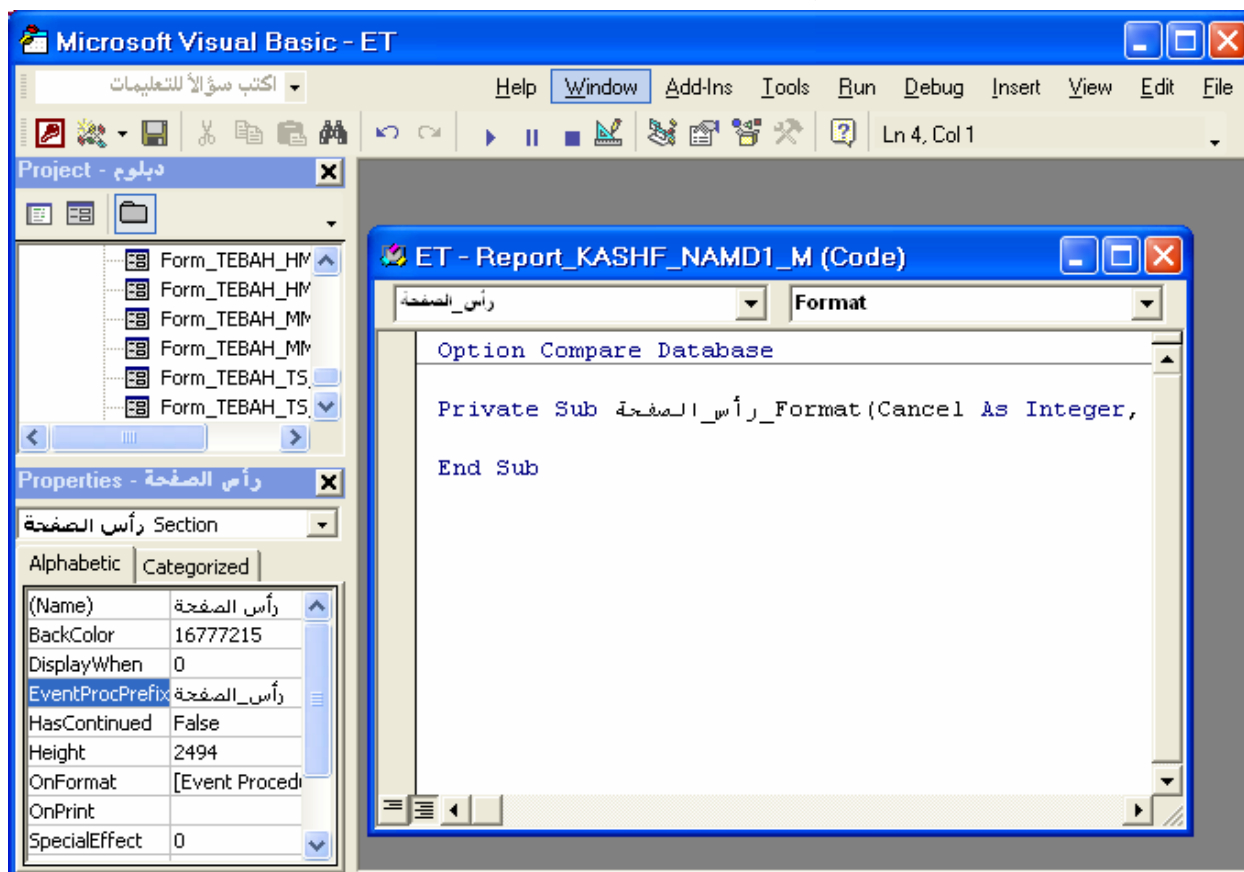 Microsoft Visual Basic - ET
اكتب سؤالاً للتعليمات Help Window Add-Ins Tools Run Debug Insert View Edit File
Ln 4, Col 1
Project - دبلوم
Form_TEBAH_HM
Form_TEBAH_HM
Form_TEBAH_MM
Form_TEBAH_MM
Form_TEBAH_TS_
Form_TEBAH_TS_
Properties - رأس الصفحة
رأس الصفحة Section
Alphabetic Categorized
(Name) رأس الصفحة
BackColor 16777215
DisplayWhen 0
EventProcPrefix رأس_الصفحة
HasContinued False
Height 2494
OnFormat [Event Procedu
OnPrint
SpecialEffect 0
ET - Report_KASHF_NAMD1_M (Code)
رأس_الصفحة Format
Option Compare Database
Private Sub رأس_الصفحة_Format(Cancel As Integer,
End Sub